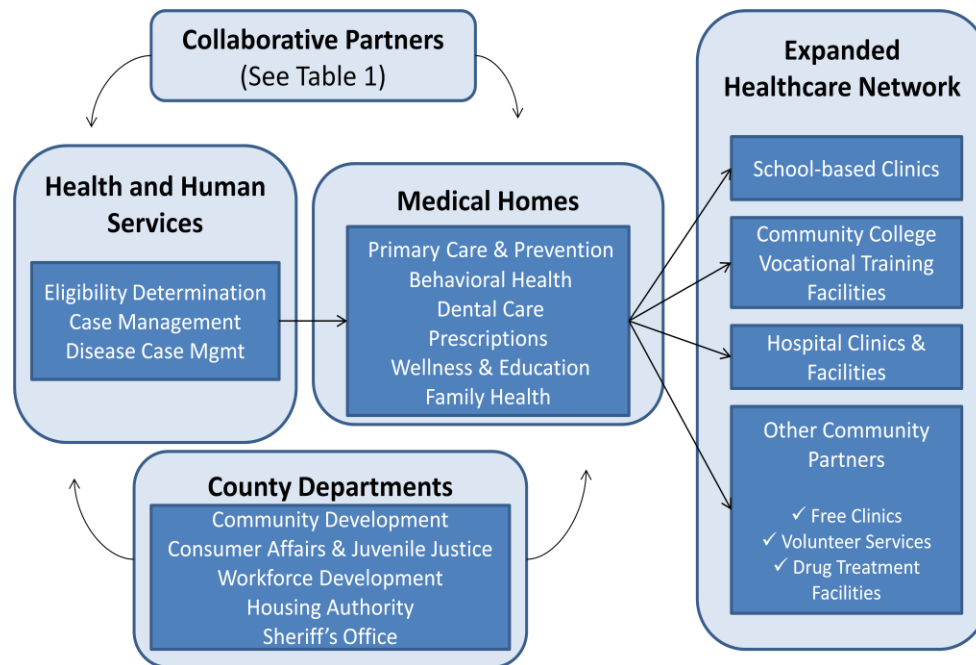 Collaborative Partners
(See Table 1)
Health and Human
Services
Eligibility Determination
Case Management
Disease Case Mgmt
Medical Homes
Primary Care & Prevention
Behavioral Health
Dental Care
Prescriptions
Wellness & Education
Family Health
County Departments
Community Development
Consumer Affairs & Juvenile Justice
Workforce Development
Housing Authority
Sheriff’s Office
Expanded
Healthcare Network
School-based Clinics
Community College
Vocational Training
Facilities
Hospital Clinics &
Facilities
Other Community
Partners
✓ Free Clinics
✓ Volunteer Services
✓ Drug Treatment
Facilities